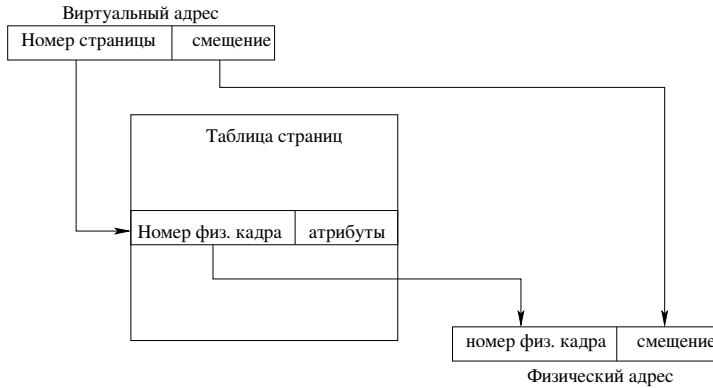 Виртуальный адрес
Номер страницы смещение
Таблица страниц
Номер физ. кадра атрибуты
номер физ. кадра смещение
Физический адрес